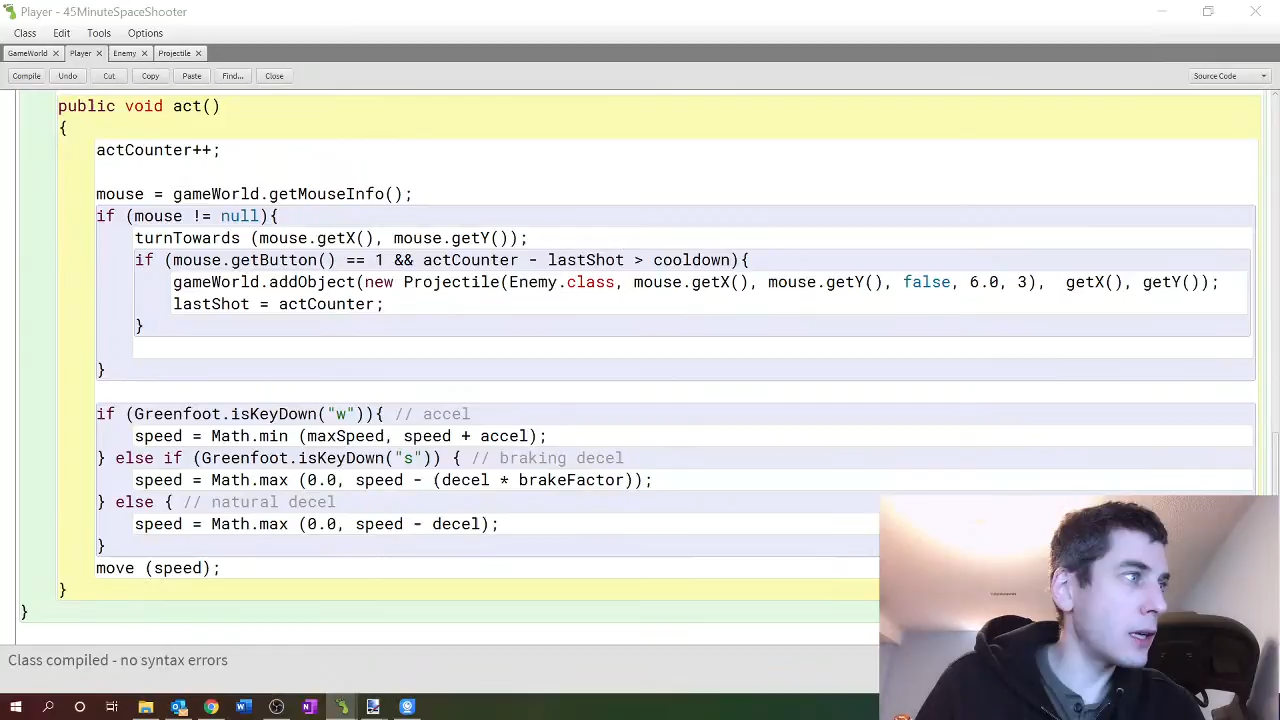 Player - 45MinuteSpaceShooter
Class Edit Tools Options
GameWorld × Player × Enemy × Projectile ×
Compile Undo Cut Copy Paste Find... Close Source Code
public void act()
{
actCounter++;
mouse = gameWorld.getMouseInfo();
if (mouse != null){
turnTowards (mouse.getX(), mouse.getY());
if (mouse.getButton() == 1 && actCounter - lastShot > cooldown){
gameWorld.addObject(new Projectile(Enemy.class, mouse.getX(), mouse.getY(), false, 6.0, 3), getX(), getY());
lastShot = actCounter;
}
}
if (Greenfoot.isKeyDown("w")){ // accel
speed = Math.min (maxSpeed, speed + accel);
} else if (Greenfoot.isKeyDown("s")) { // braking decel
speed = Math.max (0.0, speed - (decel * brakeFactor));
} else { // natural decel
speed = Math.max (0.0, speed - decel);
}
move (speed);
}
}
Class compiled - no syntax errors